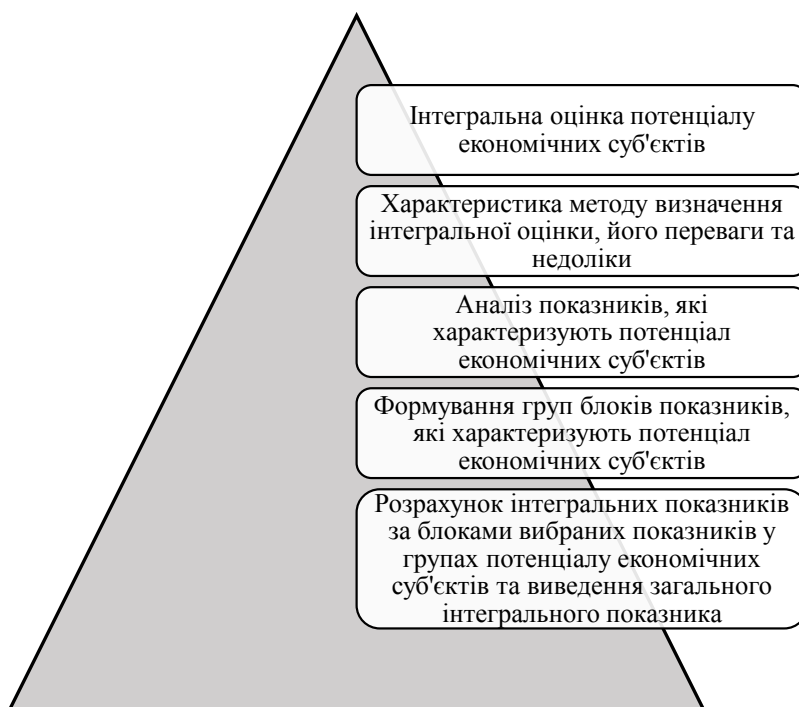 Інтегральна оцінка потенціалу
економічних суб'єктів
Характеристика методу визначення
інтегральної оцінки, його переваги та
недоліки
Аналіз показників, які
характеризують потенціал
економічних суб'єктів
Формування груп блоків показників,
які характеризують потенціал
економічних суб'єктів
Розрахунок інтегральних показників
за блоками вибраних показників у
групах потенціалу економічних
суб'єктів та виведення загального
інтегрального показника